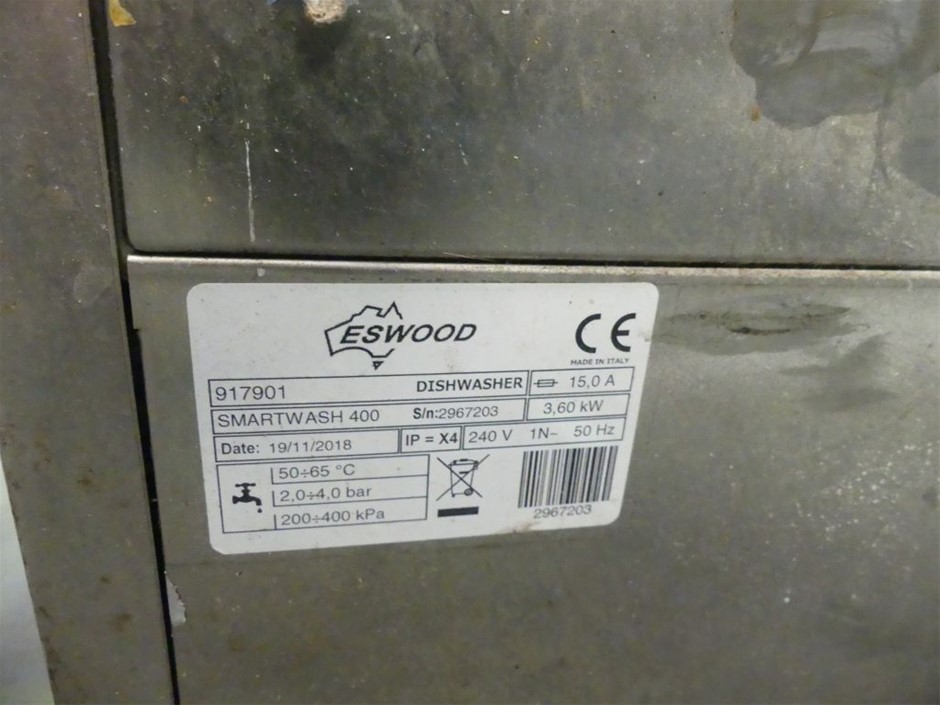 ESWOOD
CE
MADE IN ITALY
917901 DISHWASHER 15,0 A
SMARTWASH 400 S/n:2967203 3,60 kW
Date: 19/11/2018 IP = X4 240 V 1N~ 50 Hz
50÷65 °C
2,0÷4,0 bar
200÷400 kPa
2967203